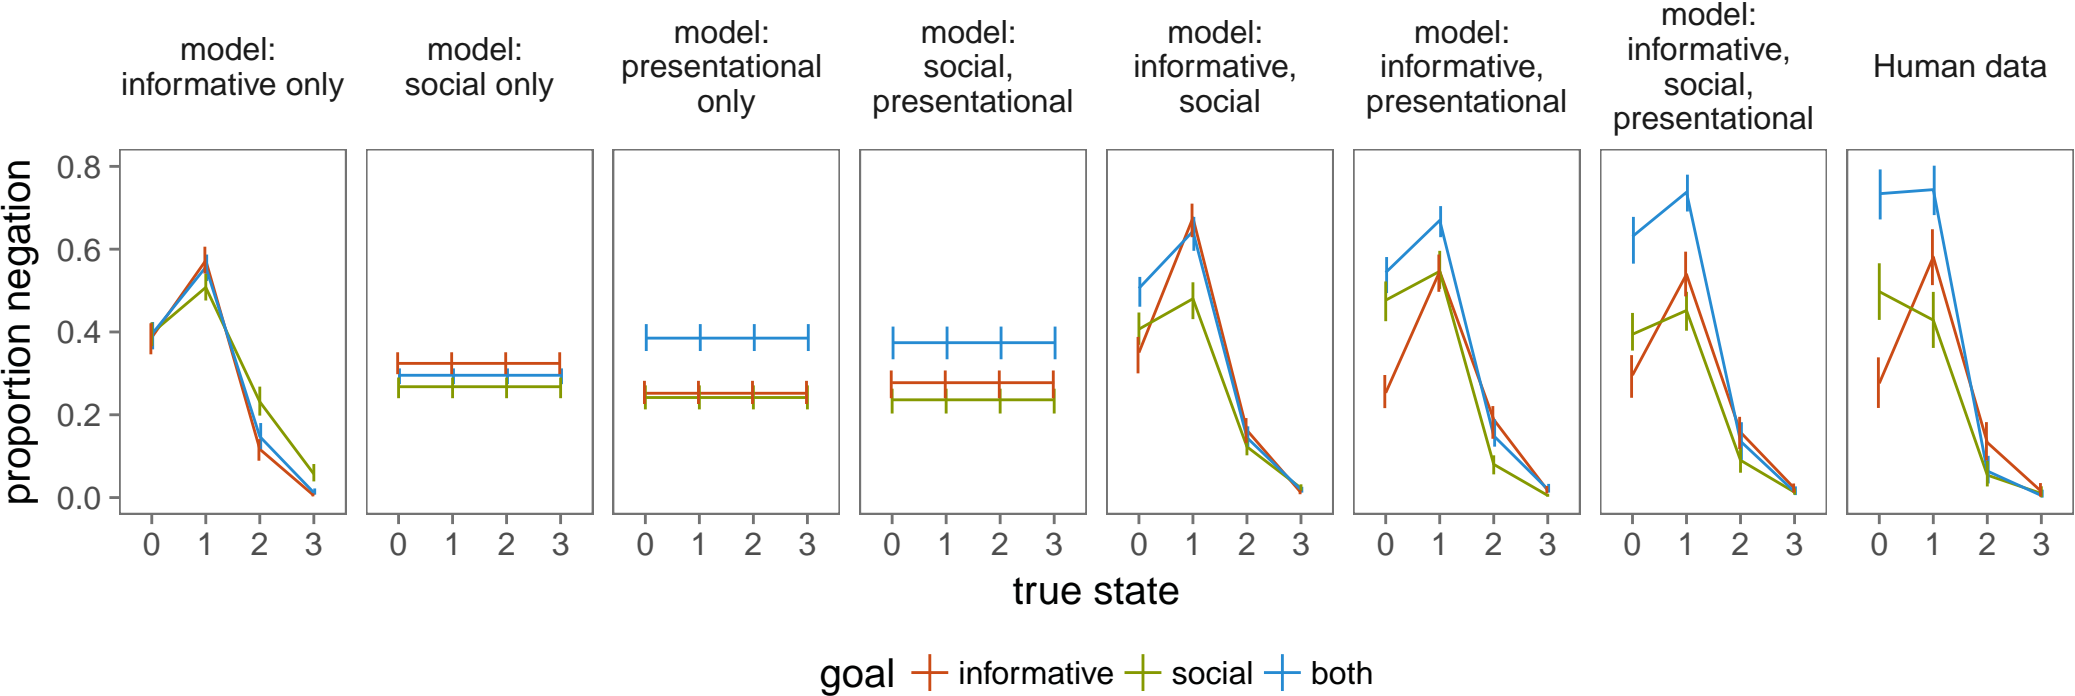 model:
informative only
model:
social only
model:
presentational
only
model:
social,
presentational
model:
informative,
social
model:
informative,
presentational
model:
informative,
social,
presentational
Human data
proportion negation
0.8
0.6
0.4
0.2
0.0
0 1 2 3
0 1 2 3
0 1 2 3
0 1 2 3
0 1 2 3
0 1 2 3
0 1 2 3
0 1 2 3
true state
goal informative social both